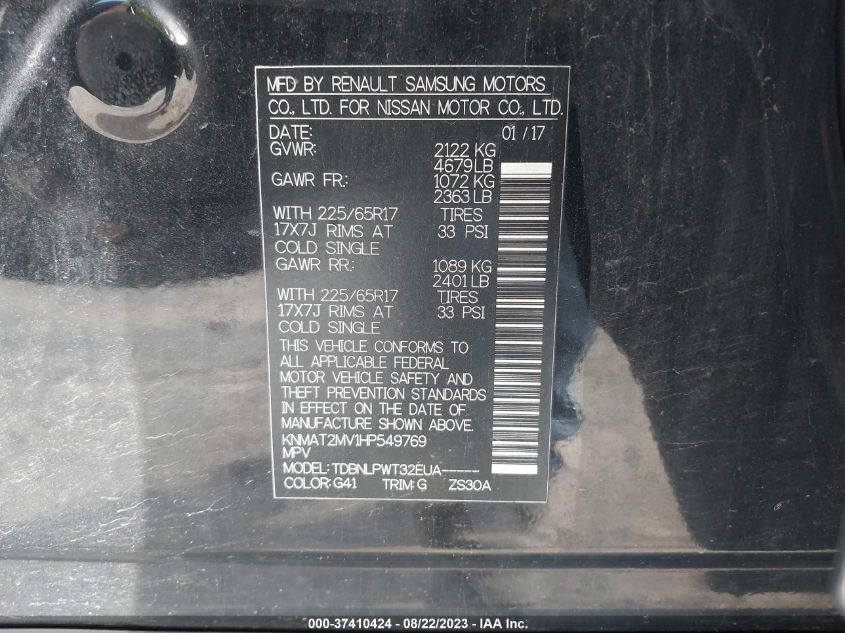 MFD BY RENAULT SAMSUNG MOTORS
CO., LTD. FOR NISSAN MOTOR CO., LTD.
DATE: 01 / 17
GVWR: 2122 KG
4679 LB
GAWR FR.: 1072 KG
2363 LB
WITH 225/65R17 TIRES
17X7J RIMS AT 33 PSI
COLD SINGLE
GAWR RR.: 1089 KG
2401 LB
WITH 225/65R17 TIRES
17X7J RIMS AT 33 PSI
COLD SINGLE
THIS VEHICLE CONFORMS TO
ALL APPLICABLE FEDERAL
MOTOR VEHICLE SAFETY AND
THEFT PREVENTION STANDARDS
IN EFFECT ON THE DATE OF
MANUFACTURE SHOWN ABOVE.
KNMAT2MV1HP549769
MPV
MODEL: TDBNLPWT32EUA-----
COLOR: G41 TRIM: G ZS30A
000-37410424 - 08/22/2023 - IAA Inc.